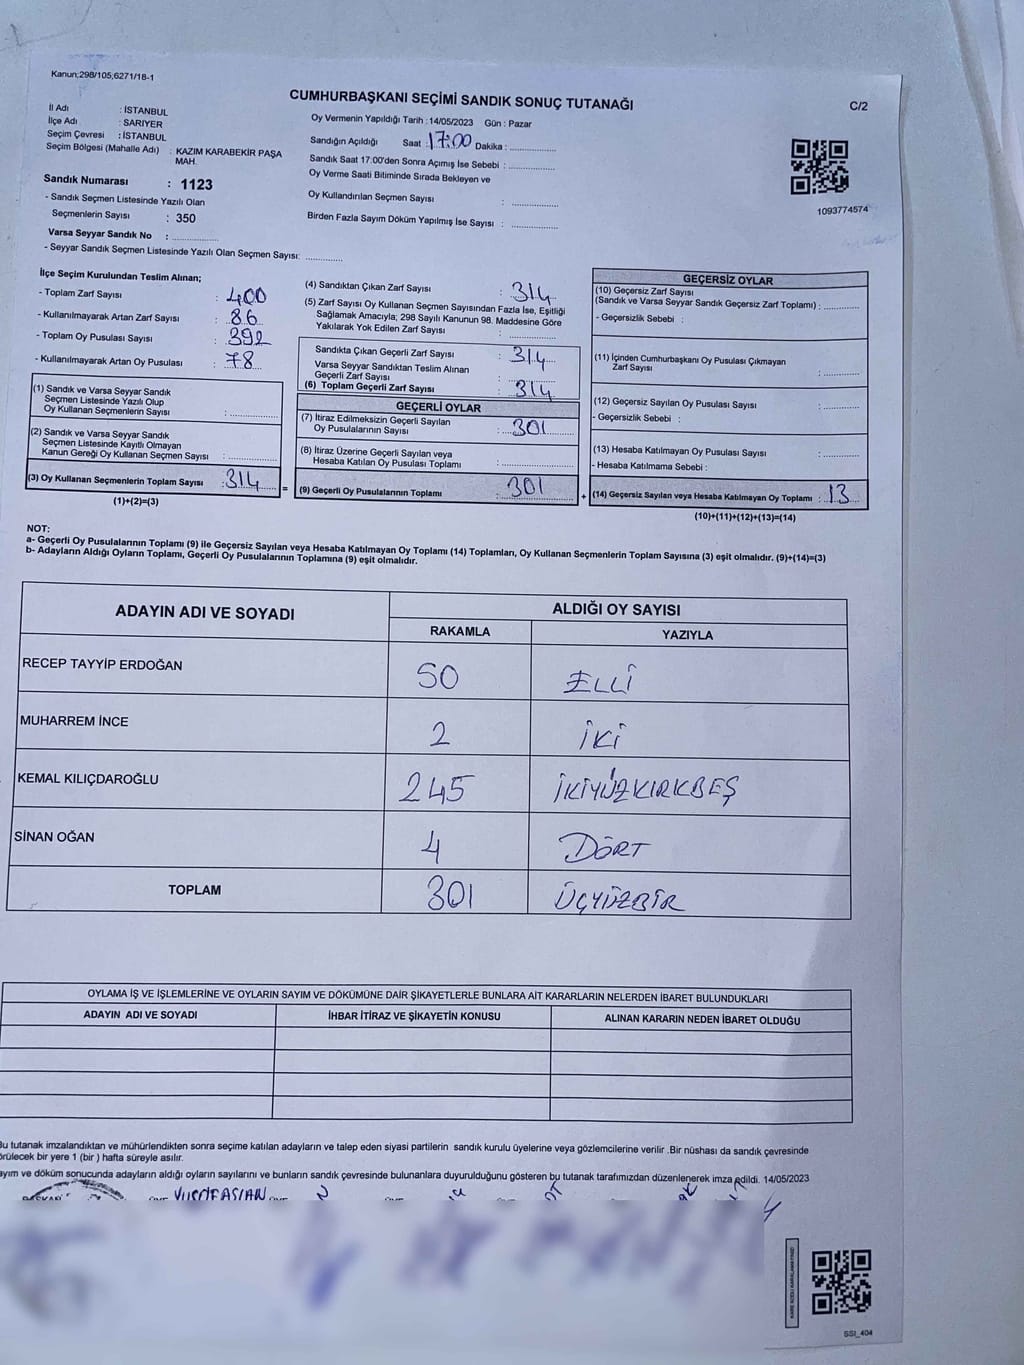 Kanun;298/105;6271/18-1
CUMHURBAŞKANI SEÇİMİ SANDIK SONUÇ TUTANAĞI
C/2
İl Adı : İSTANBUL
İlçe Adı : SARIYER
Seçim Çevresi : İSTANBUL
Seçim Bölgesi (Mahalle Adı) : KAZIM KARABEKİR PAŞA
MAH.
Sandık Numarası : 1123
- Sandık Seçmen Listesinde Yazılı Olan
Seçmenlerin Sayısı : 350
Varsa Seyyar Sandık No : ..................
- Seyyar Sandık Seçmen Listesinde Yazılı Olan Seçmen Sayısı: ..............
Oy Vermenin Yapıldığı Tarih : 14/05/2023 Gün : Pazar
Sandığın Açıldığı Saat : 17:00 Dakika : .................
Sandık Saat 17.00'den Sonra Açımış İse Sebebi : .................
Oy Verme Saati Bitiminde Sırada Bekleyen ve
Oy Kullandırılan Seçmen Sayısı : .................
Birden Fazla Sayım Döküm Yapılmış İse Sayısı : .................
1093774574
İlçe Seçim Kurulundan Teslim Alınan;
- Toplam Zarf Sayısı : 400
- Kullanılmayarak Artan Zarf Sayısı : 86
- Toplam Oy Pusulası Sayısı : 392
- Kullanılmayarak Artan Oy Pusulası : 78
(1) Sandık ve Varsa Seyyar Sandık
Seçmen Listesinde Yazılı Olup
Oy Kullanan Seçmenlerin Sayısı : .................
(2) Sandık ve Varsa Seyyar Sandık
Seçmen Listesinde Kayıtlı Olmayan
Kanun Gereği Oy Kullanan Seçmen Sayısı : .................
(3) Oy Kullanan Seçmenlerin Toplam Sayısı : 314
(1)+(2)=(3)
=
(4) Sandıktan Çıkan Zarf Sayısı : 314
(5) Zarf Sayısı Oy Kullanan Seçmen Sayısından Fazla İse, Eşitliği
Sağlamak Amacıyla; 298 Sayılı Kanunun 98. Maddesine Göre
Yakılarak Yok Edilen Zarf Sayısı : .................
Sandıkta Çıkan Geçerli Zarf Sayısı : 314
Varsa Seyyar Sandıktan Teslim Alınan
Geçerli Zarf Sayısı : .................
(6) Toplam Geçerli Zarf Sayısı : 314
GEÇERLİ OYLAR
(7) İtiraz Edilmeksizin Geçerli Sayılan
Oy Pusulalarının Sayısı : 301
(8) İtiraz Üzerine Geçerli Sayılan veya
Hesaba Katılan Oy Pusulası Toplamı : .................
(9) Geçerli Oy Pusulalarının Toplamı : 301
+
GEÇERSİZ OYLAR
(10) Geçersiz Zarf Sayısı
(Sandık ve Varsa Seyyar Sandık Geçersiz Zarf Toplamı) : ............
- Geçersizlik Sebebi :
(11) İçinden Cumhurbaşkanı Oy Pusulası Çıkmayan
Zarf Sayısı : ............
(12) Geçersiz Sayılan Oy Pusulası Sayısı : ............
- Geçersizlik Sebebi :
(13) Hesaba Katılmayan Oy Pusulası Sayısı : ............
- Hesaba Katılmama Sebebi :
(14) Geçersiz Sayılan veya Hesaba Katılmayan Oy Toplamı : 13
(10)+(11)+(12)+(13)=(14)
NOT:
a- Geçerli Oy Pusulalarının Toplamı (9) ile Geçersiz Sayılan veya Hesaba Katılmayan Oy Toplamı (14) Toplamları, Oy Kullanan Seçmenlerin Toplam Sayısına (3) eşit olmalıdır. (9)+(14)=(3)
b- Adayların Aldığı Oyların Toplamı, Geçerli Oy Pusulalarının Toplamına (9) eşit olmalıdır.
ADAYIN ADI VE SOYADI
ALDIĞI OY SAYISI
RAKAMLA YAZIYLA
RECEP TAYYİP ERDOĞAN 50 ELLİ
MUHARREM İNCE 2 İKİ
KEMAL KILIÇDAROĞLU 245 İKİYÜZKIRKBEŞ
SİNAN OĞAN 4 DÖRT
TOPLAM 301 ÜÇYÜZBİR
OYLAMA İŞ VE İŞLEMLERİNE VE OYLARIN SAYIM VE DÖKÜMÜNE DAİR ŞİKAYETLERLE BUNLARA AİT KARARLARIN NELERDEN İBARET BULUNDUKLARI
ADAYIN ADI VE SOYADI İHBAR İTİRAZ VE ŞİKAYETİN KONUSU ALINAN KARARIN NEDEN İBARET OLDUĞU
Bu tutanak imzalandıktan ve mühürlendikten sonra seçime katılan adayların ve talep eden siyasi partilerin sandık kurulu üyelerine veya gözlemcilerine verilir .Bir nüshası da sandık çevresinde
örülecek bir yere 1 (bir ) hafta süreyle asılır.
ayım ve döküm sonucunda adayların aldığı oyların sayılarını ve bunların sandık çevresinde bulunanlara duyurulduğunu gösteren bu tutanak tarafımızdan düzenlenerek imza edildi. 14/05/2023
SSI_404